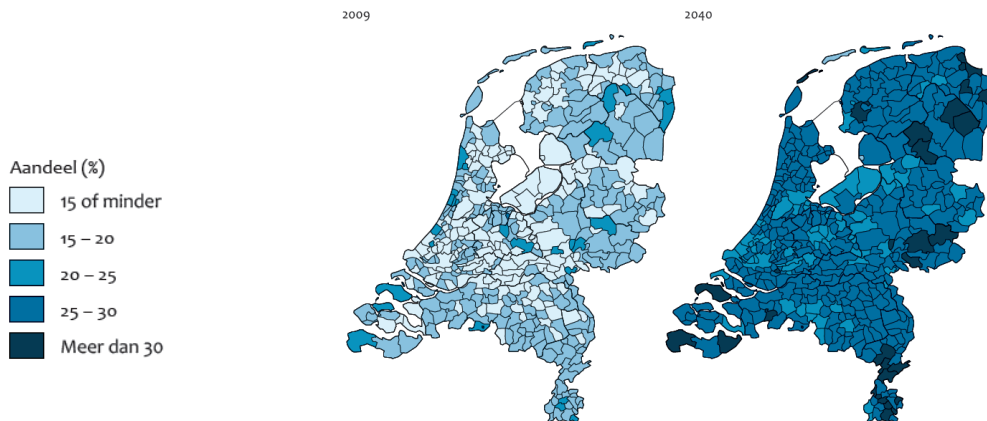 2009
2040
Aandeel (%)
15 of minder
15 – 20
20 – 25
25 – 30
Meer dan 30